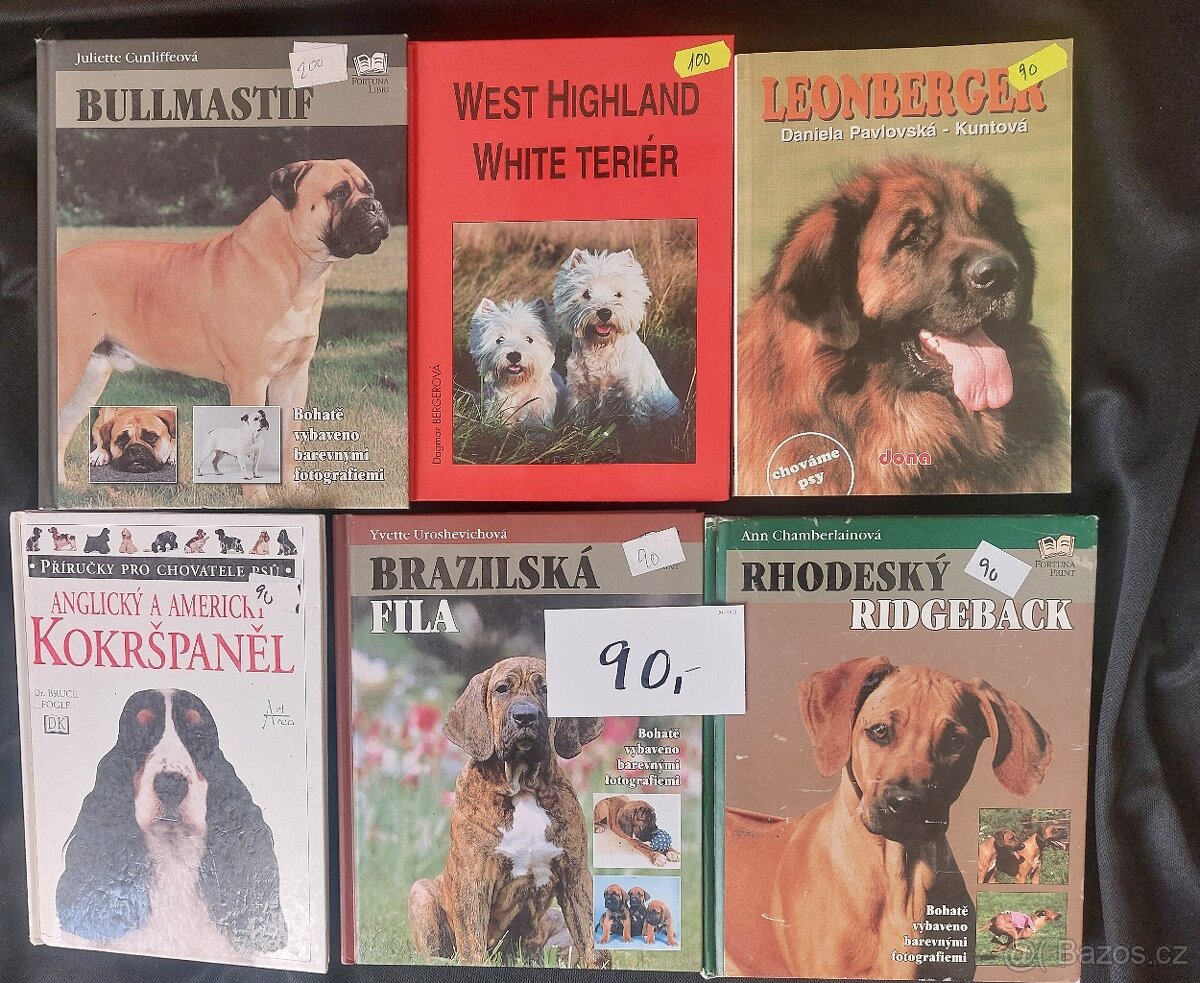 Juliette Cunliffeová
200
FORTUNA
LIBRI
BULLMASTIF
Bohatě
vybaveno
barevnými
fotografiemi
100
WEST HIGHLAND
WHITE TERIÉR
Dagmar BERGEROVÁ
90
LEONBERGER
Daniela Pavlovská - Kuntová
chováme
psy
dona
• PŘÍRUČKY PRO CHOVATELE PSŮ •
90
ANGLICKÝ A AMERICKÝ
KOKRŠPANĚL
Dr. BRUCE
FOGLE
DK
Yvette Uroshevichová
90
BRAZILSKÁ
FILA
90,-
Bohatě
vybaveno
barevnými
fotografiemi
Ann Chamberlainová
90
FORTUNA
PRINT
RHODESKÝ
RIDGEBACK
Bohatě
vybaveno
barevnými
fotografiemi
Bazos.cz